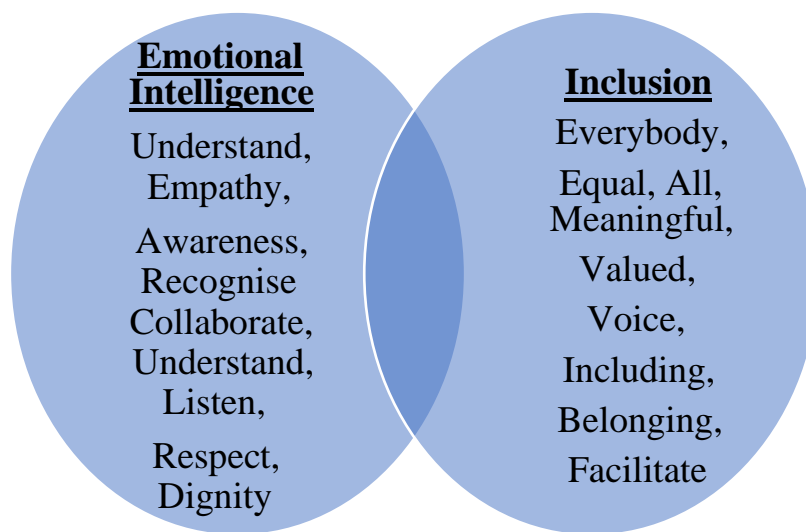 Emotional
Intelligence
Understand,
Empathy,
Awareness,
Recognise
Collaborate,
Understand,
Listen,
Respect,
Dignity
Inclusion
Everybody,
Equal, All,
Meaningful,
Valued,
Voice,
Including,
Belonging,
Facilitate